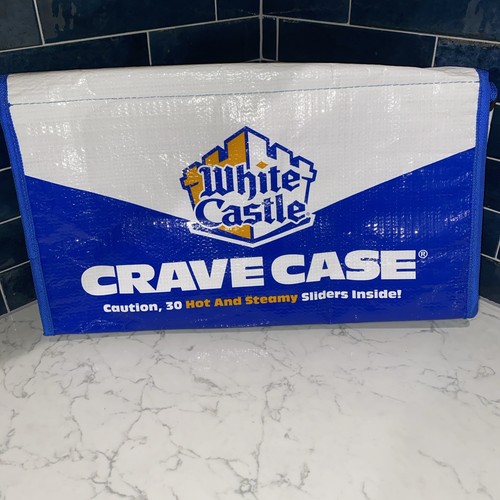 White
Castle
CRAVE CASE®
Caution, 30 Hot And Steamy Sliders Inside!